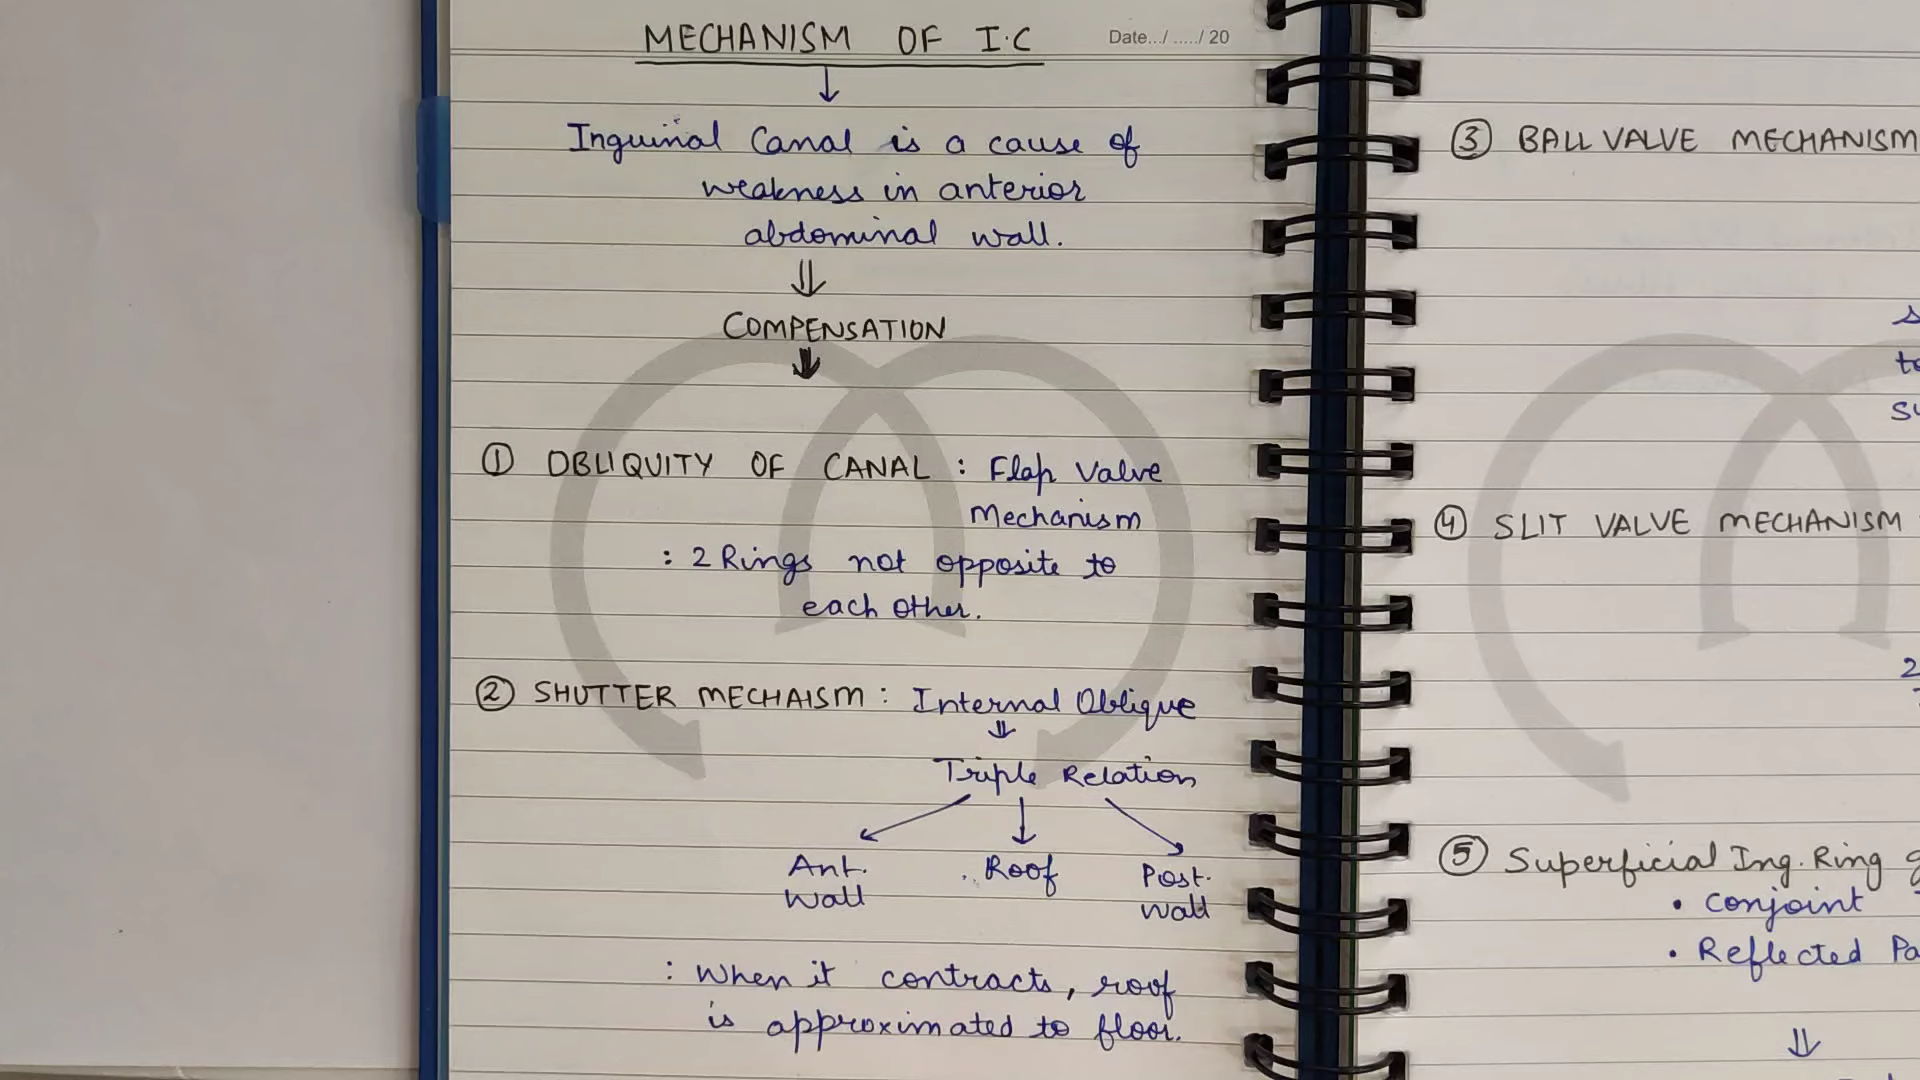 MECHANISM OF I.C
Date.../ ...../ 20
Inguinal Canal is a cause of
weakness in anterior
abdominal wall.
COMPENSATION
① OBLIQUITY OF CANAL : Flap Valve
Mechanism
: 2 Rings not opposite to
each other.
② SHUTTER MECHAISM : Internal Oblique
Triple Relation
Ant. Roof Post.
Wall Wall
: When it contracts, roof
is approximated to floor.
③ BALL VALVE MECHANISM
④ SLIT VALVE MECHANISM
2
⑤ Superficial Ing. Ring
• Conjoint
• Reflected